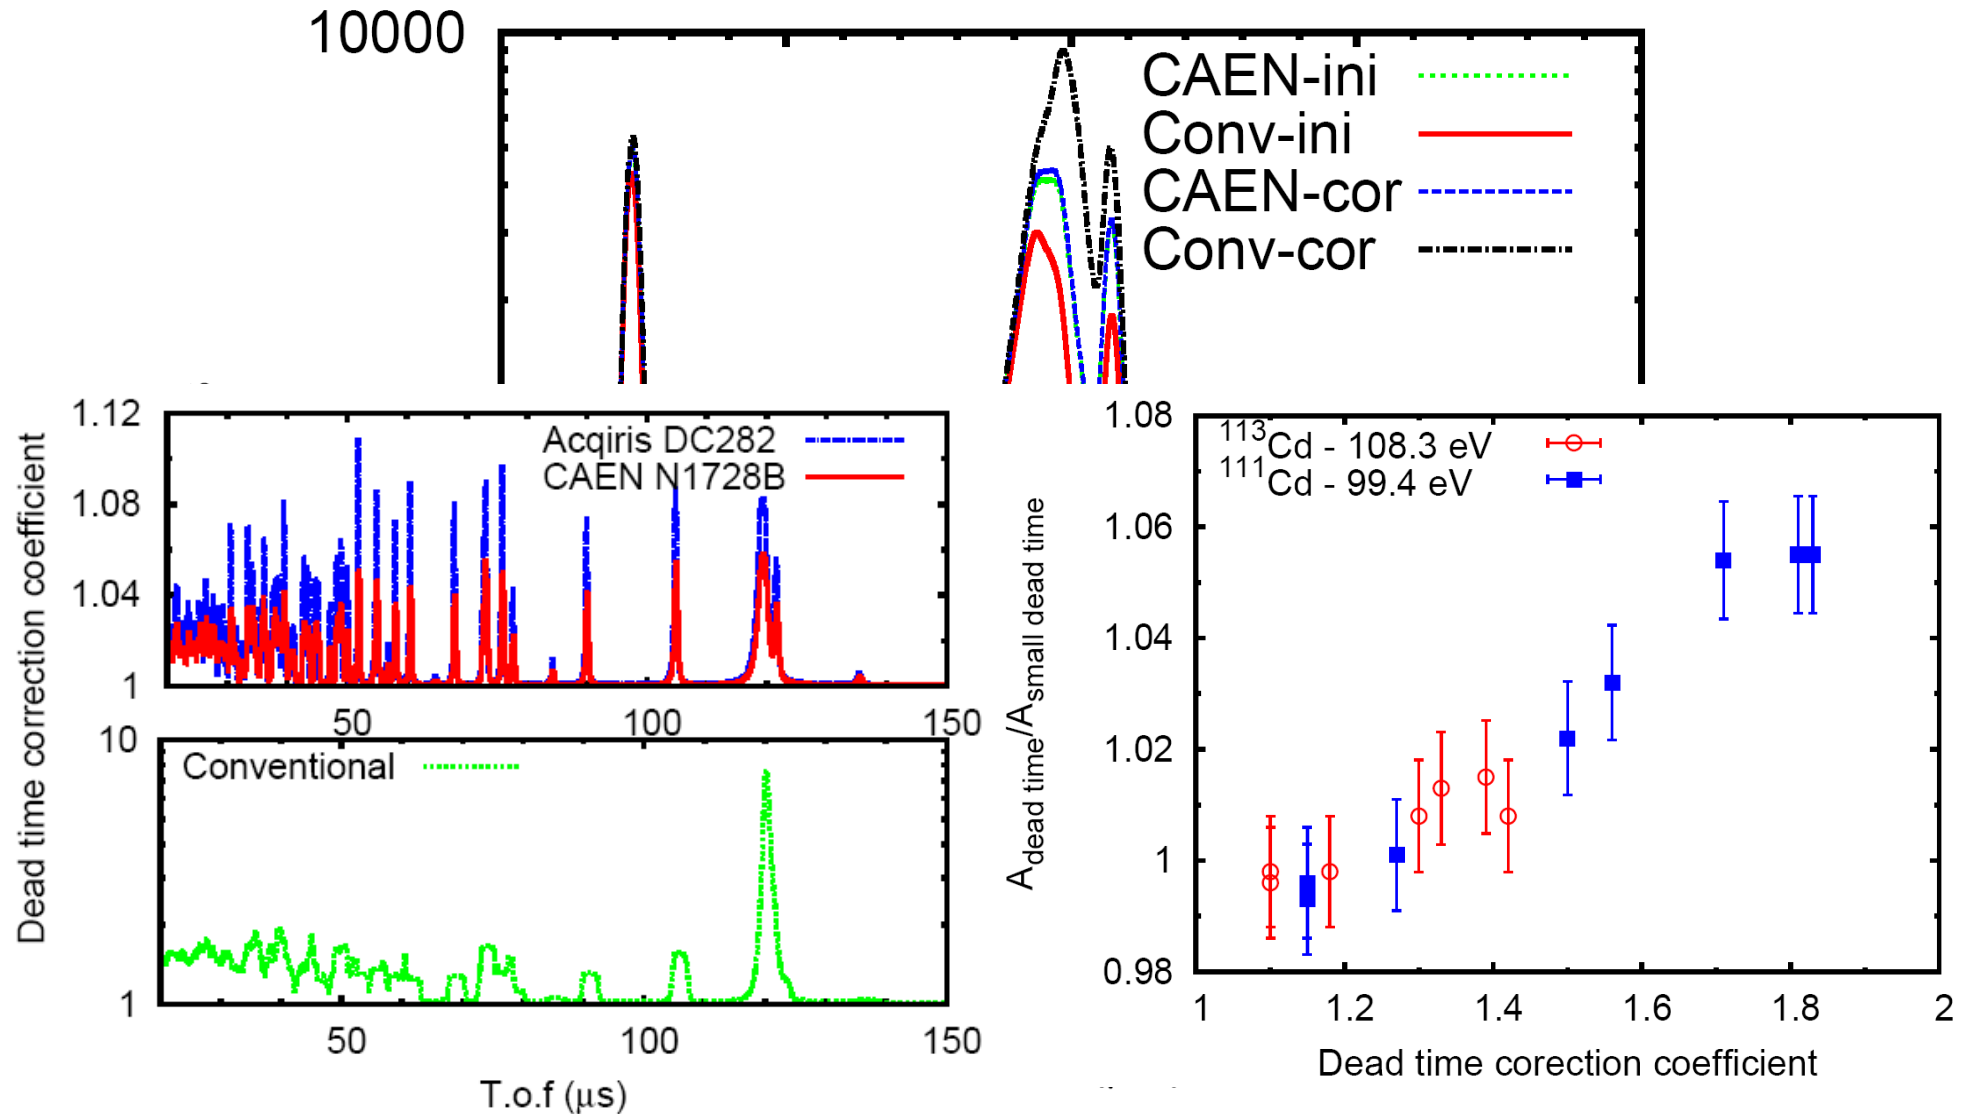 10000
CAEN-ini
Conv-ini
CAEN-cor
Conv-cor
Dead time correction coefficient
1.12
1.08
1.04
1
Acqiris DC282
CAEN N1728B
50
100
150
10
1
Conventional
50
100
150
T.o.f (μs)
A_dead time/A_small dead time
1.08
1.06
1.04
1.02
1
0.98
113Cd - 108.3 eV
111Cd - 99.4 eV
1
1.2
1.4
1.6
1.8
2
Dead time corection coefficient